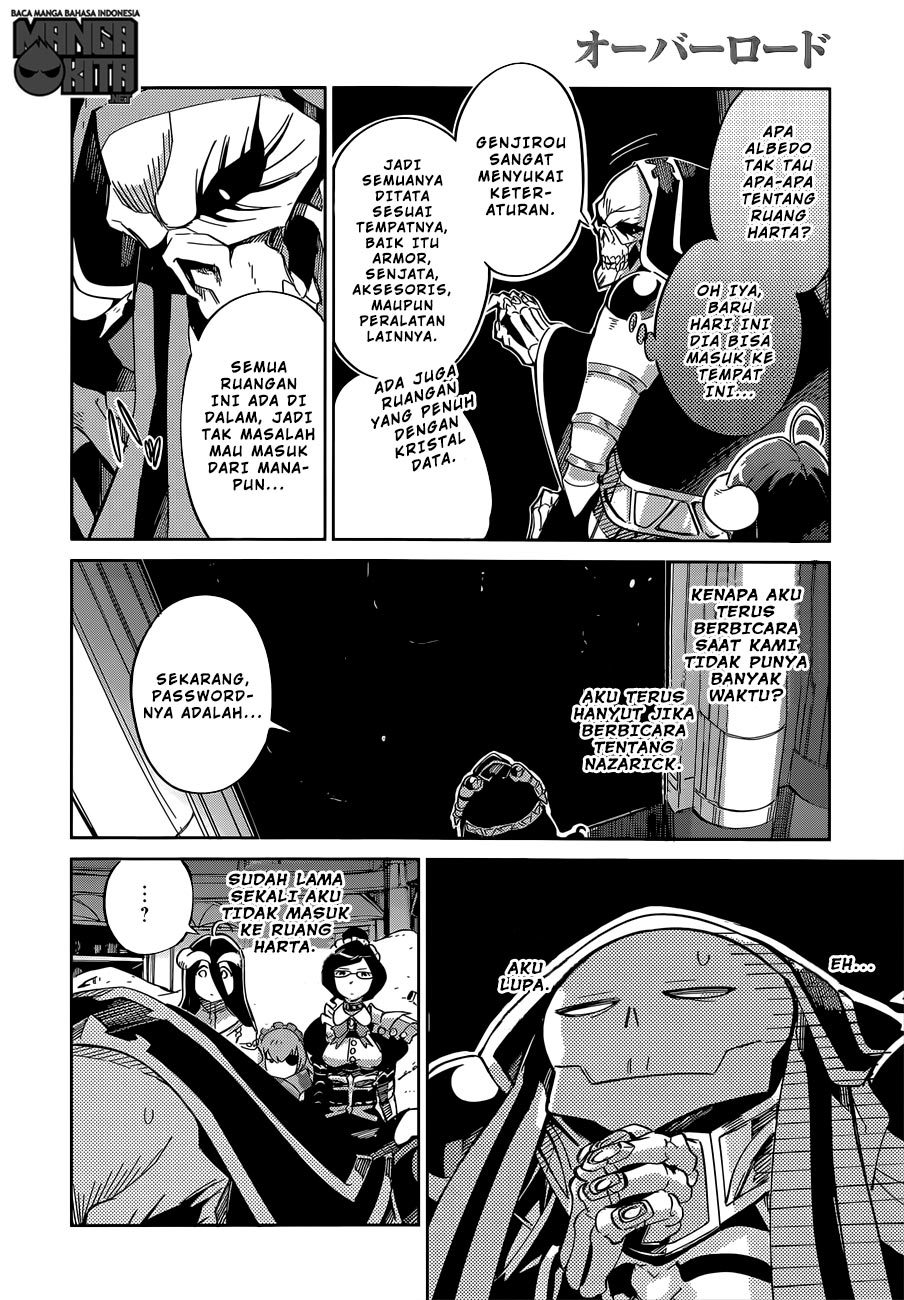 BACA MANGA BAHASA INDONESIA
MANGA
KITA
.NET
オーバーロード
APA
ALBEDO
TAK TAU
APA-APA
TENTANG
RUANG
HARTA?
OH IYA,
BARU
HARI INI
DIA BISA
MASUK KE
TEMPAT
INI...
GENJIROU
SANGAT
MENYUKAI
KETER-
ATURAN.
JADI
SEMUANYA
DITATA
SESUAI
TEMPATNYA,
BAIK ITU
ARMOR,
SENJATA,
AKSESORIS,
MAUPUN
PERALATAN
LAINNYA.
ADA JUGA
RUANGAN
YANG PENUH
DENGAN
KRISTAL
DATA.
SEMUA
RUANGAN
INI ADA DI
DALAM, JADI
TAK MASALAH
MAU MASUK
DARI MANA-
PUN...
KENAPA AKU
TERUS
BERBICARA
SAAT KAMI
TIDAK PUNYA
BANYAK
WAKTU?
AKU TERUS
HANYUT JIKA
BERBICARA
TENTANG
NAZARICK.
SEKARANG,
PASSWORD-
NYA ADALAH...
EH...
AKU
LUPA.
SUDAH LAMA
SEKALI AKU
TIDAK MASUK
KE RUANG
HARTA.
...?